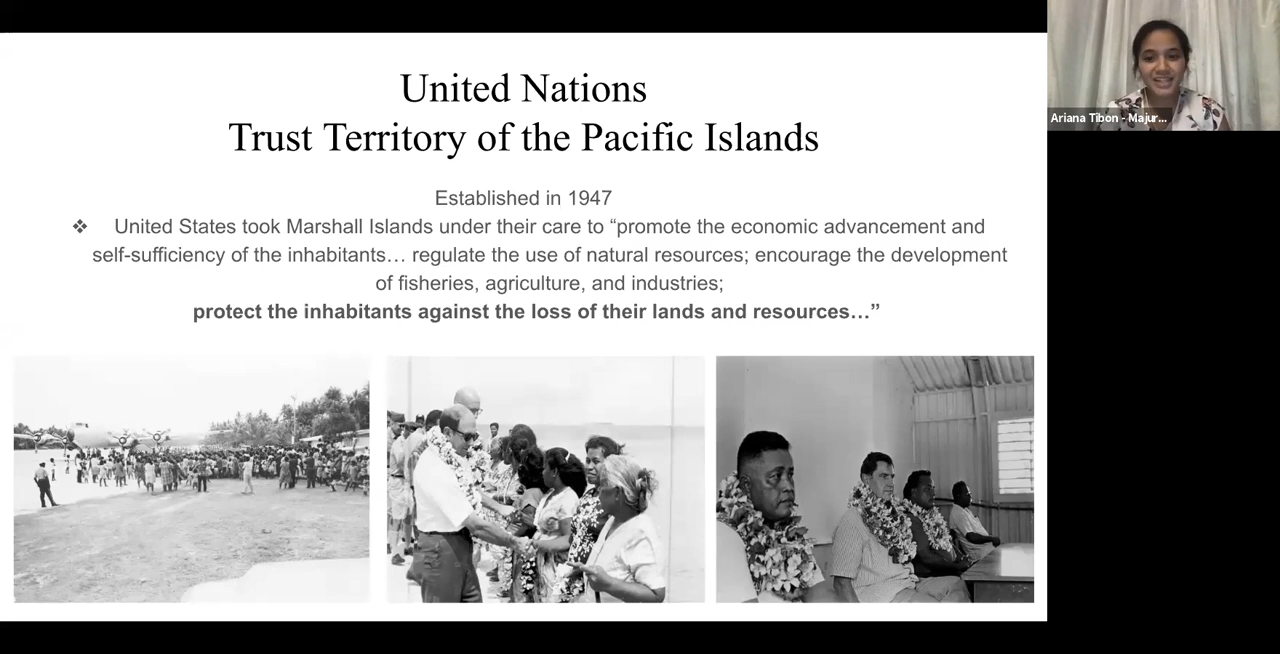 United Nations
Trust Territory of the Pacific Islands
Established in 1947
❖ United States took Marshall Islands under their care to “promote the economic advancement and
self-sufficiency of the inhabitants… regulate the use of natural resources; encourage the development
of fisheries, agriculture, and industries;
protect the inhabitants against the loss of their lands and resources…”
Ariana Tibon - Majur...